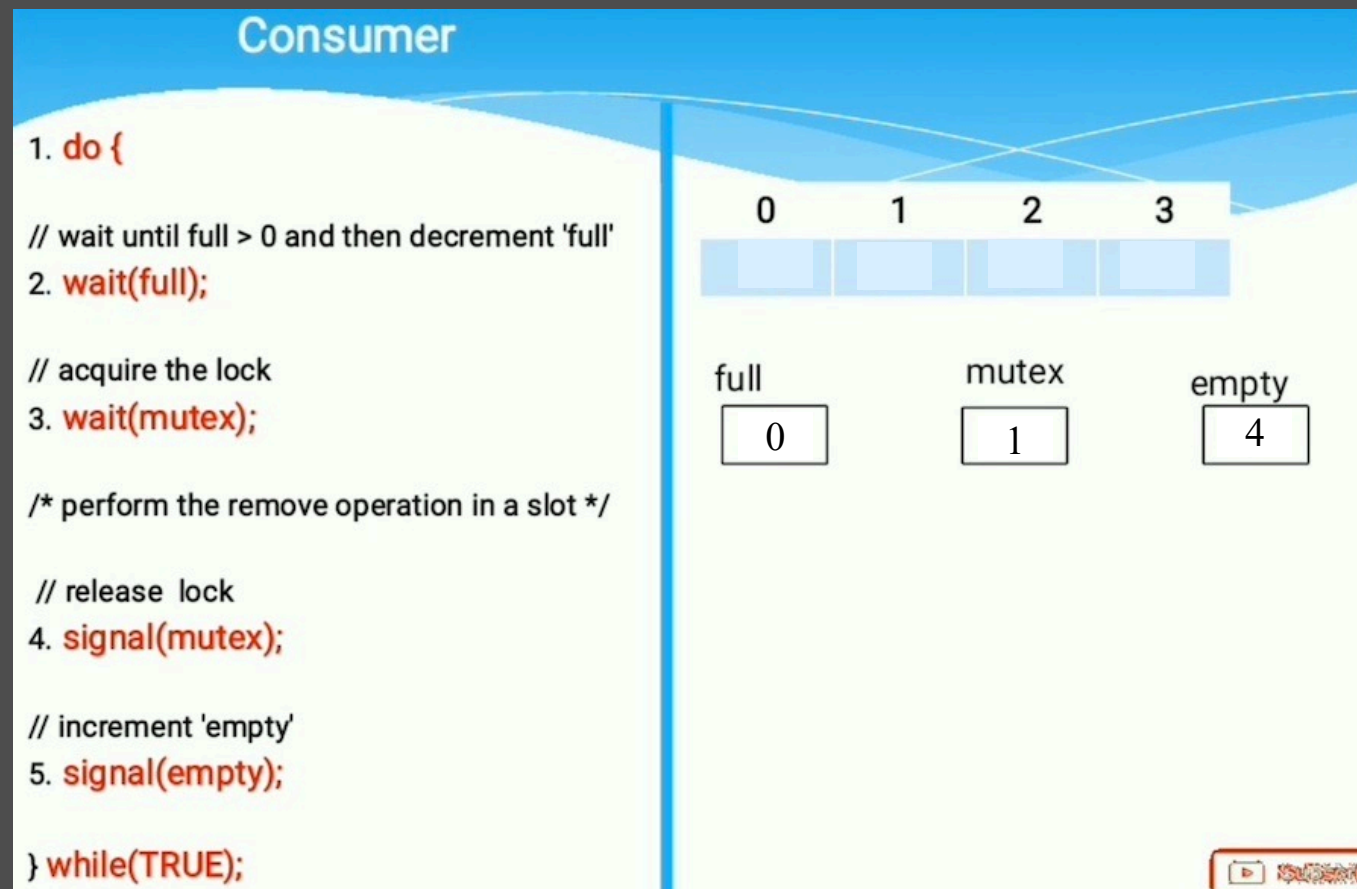 Consumer
1. do {
// wait until full > 0 and then decrement 'full'
2. wait(full);
// acquire the lock
3. wait(mutex);
/* perform the remove operation in a slot */
// release lock
4. signal(mutex);
// increment 'empty'
5. signal(empty);
} while(TRUE);
0 1 2 3
full mutex empty
0 1 4